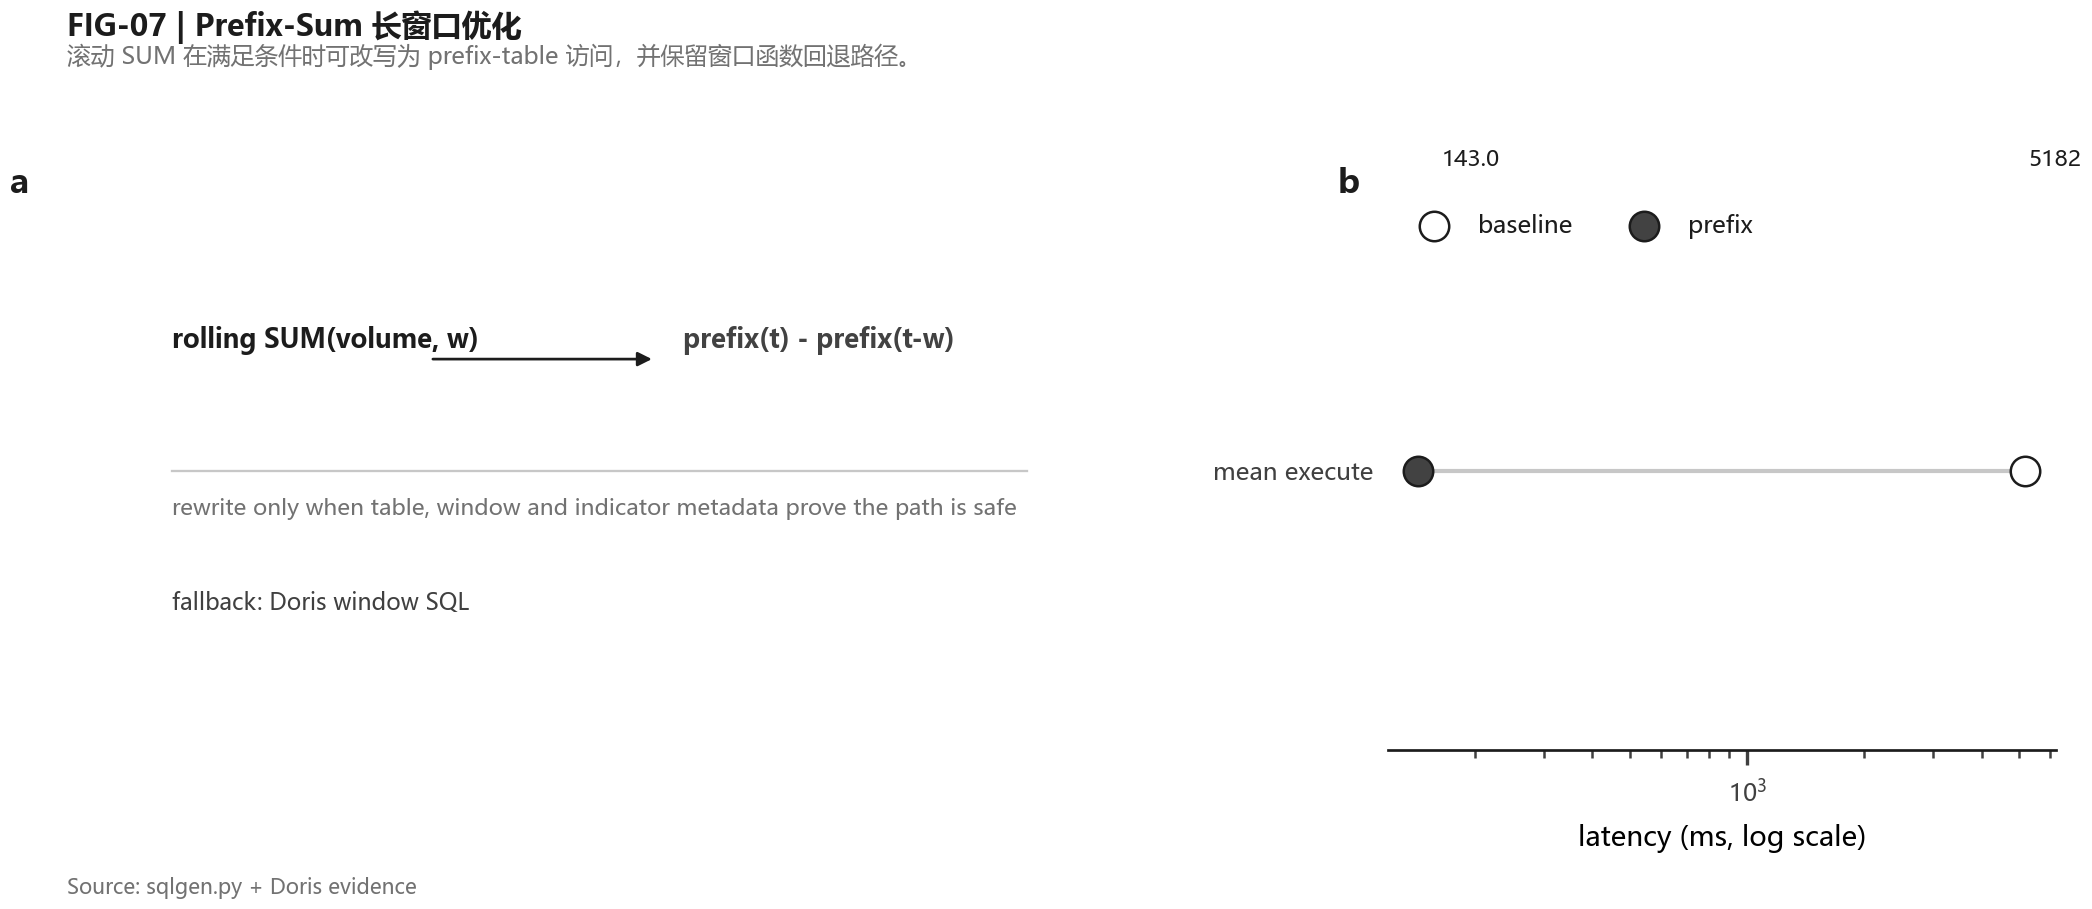 FIG-07 | Prefix-Sum 长窗口优化
滚动 SUM 在满足条件时可改写为 prefix-table 访问，并保留窗口函数回退路径。
a
rolling SUM(volume, w)
prefix(t) - prefix(t-w)
rewrite only when table, window and indicator metadata prove the path is safe
fallback: Doris window SQL
b
143.0
5182
baseline
prefix
mean execute
10³
latency (ms, log scale)
Source: sqlgen.py + Doris evidence